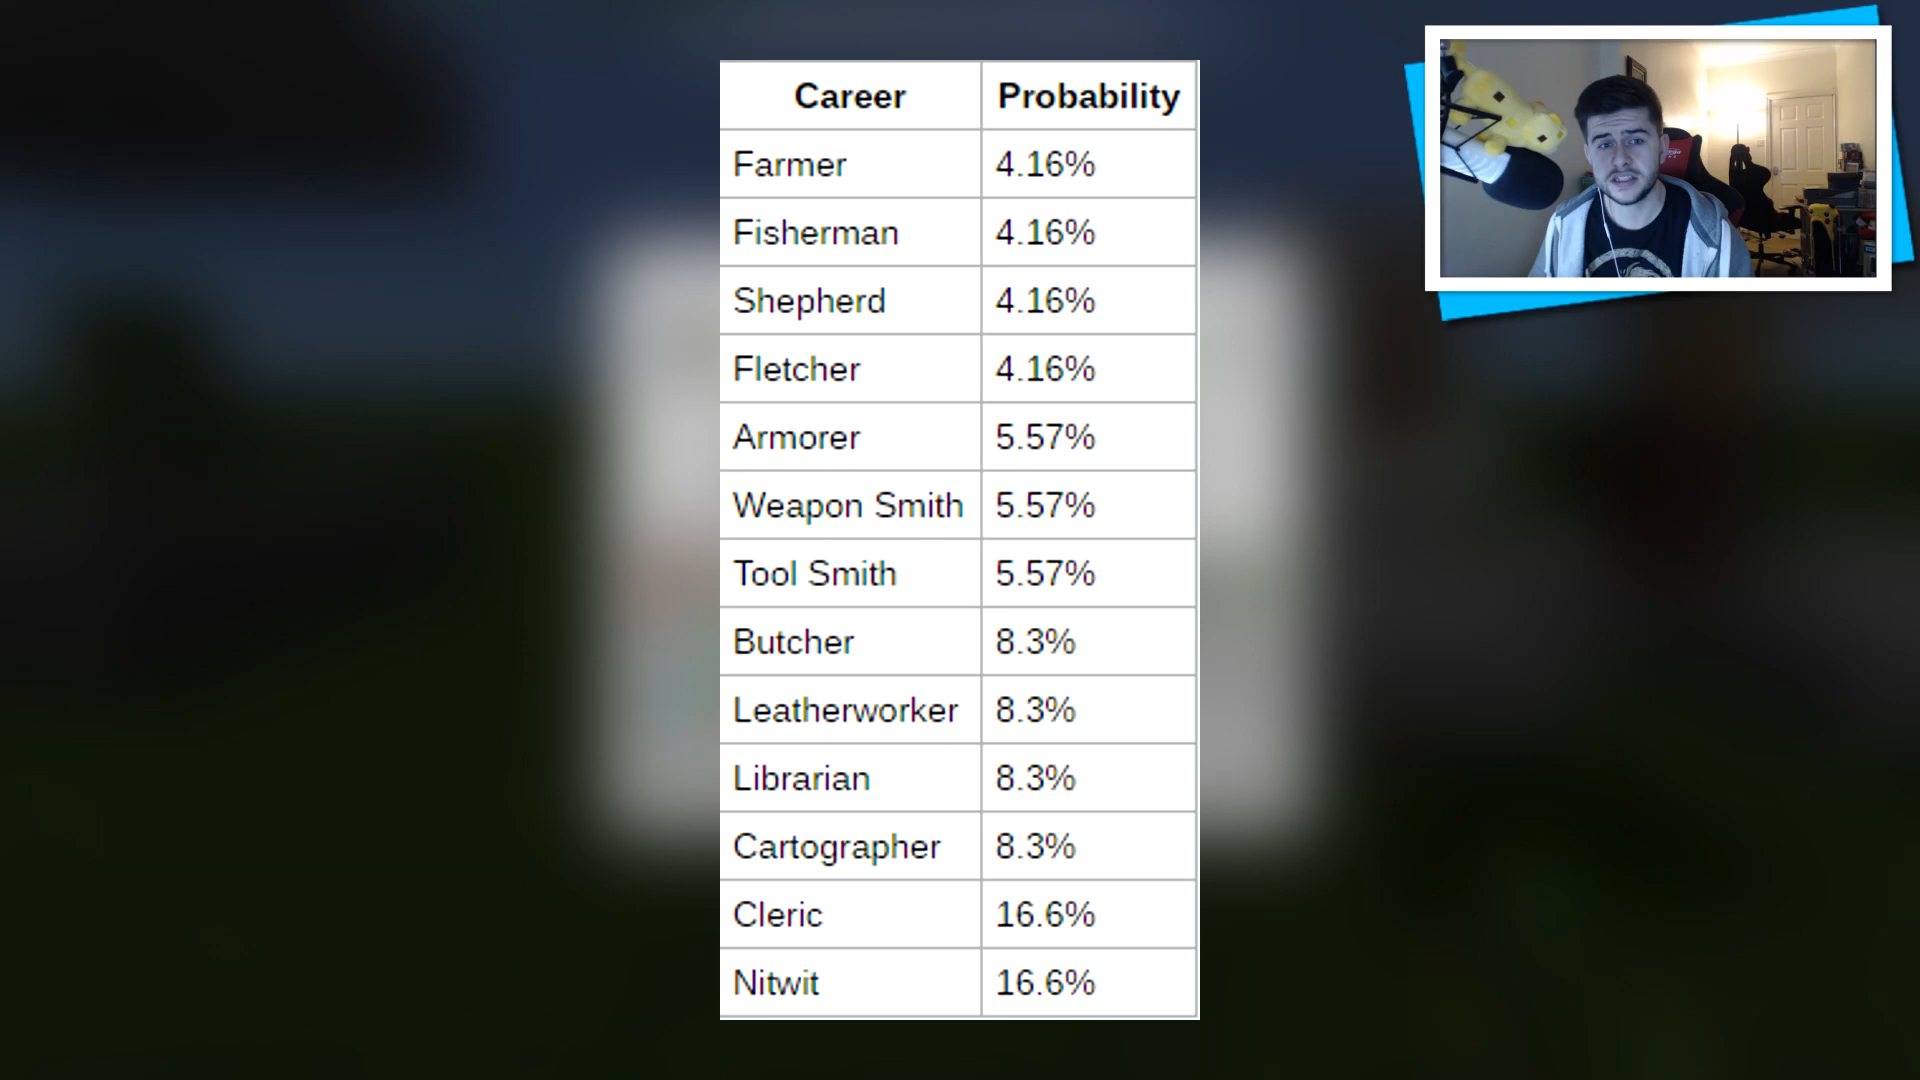 Career Probability
Farmer 4.16%
Fisherman 4.16%
Shepherd 4.16%
Fletcher 4.16%
Armorer 5.57%
Weapon Smith 5.57%
Tool Smith 5.57%
Butcher 8.3%
Leatherworker 8.3%
Librarian 8.3%
Cartographer 8.3%
Cleric 16.6%
Nitwit 16.6%